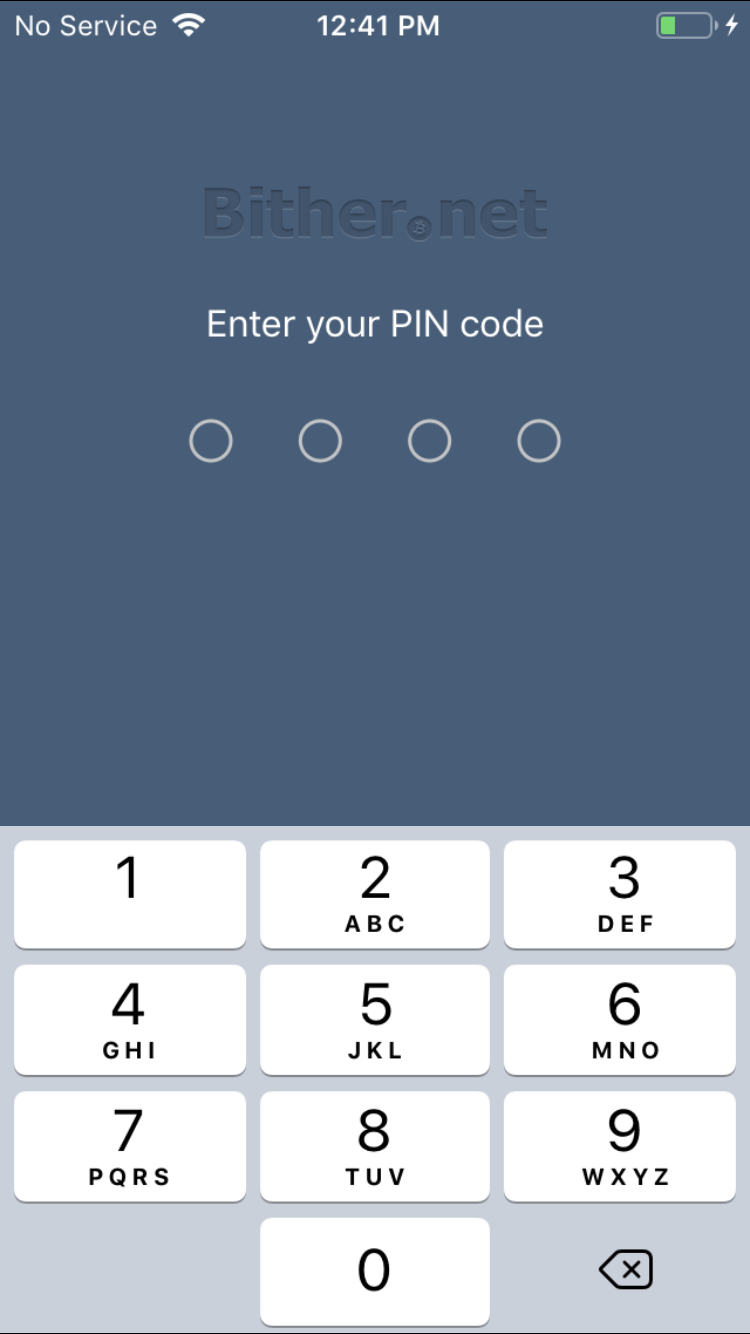 No Service 12:41 PM
Bither.net
Enter your PIN code
1 2 3
ABC DEF
4 5 6
GHI JKL MNO
7 8 9
PQRS TUV WXYZ
0